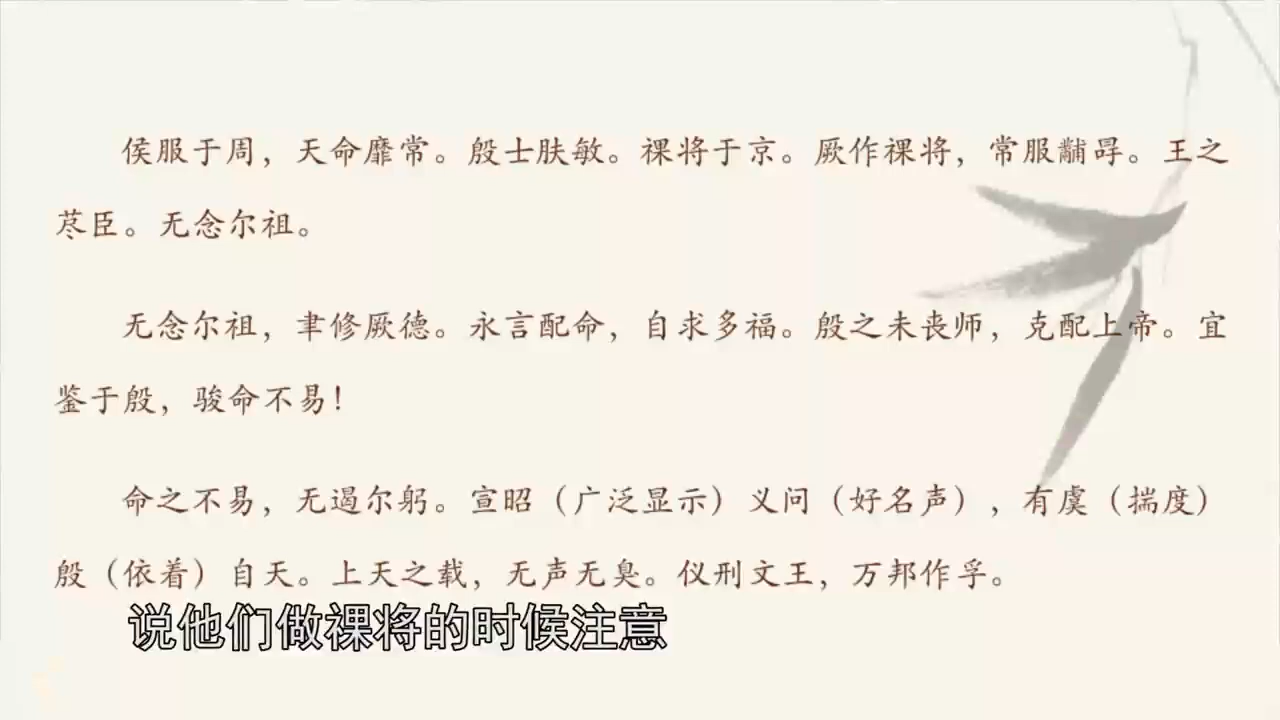 侯服于周，天命靡常。殷士肤敏。祼将于京。厥作祼将，常服黼冔。王之
荩臣。无念尔祖。
无念尔祖，聿修厥德。永言配命，自求多福。殷之未丧师，克配上帝。宜
鉴于殷，骏命不易！
命之不易，无遏尔躬。宣昭（广泛显示）义问（好名声），有虞（揣度）
殷（依着）自天。上天之载，无声无臭。仪刑文王，万邦作孚。
说他们做祼将的时候注意